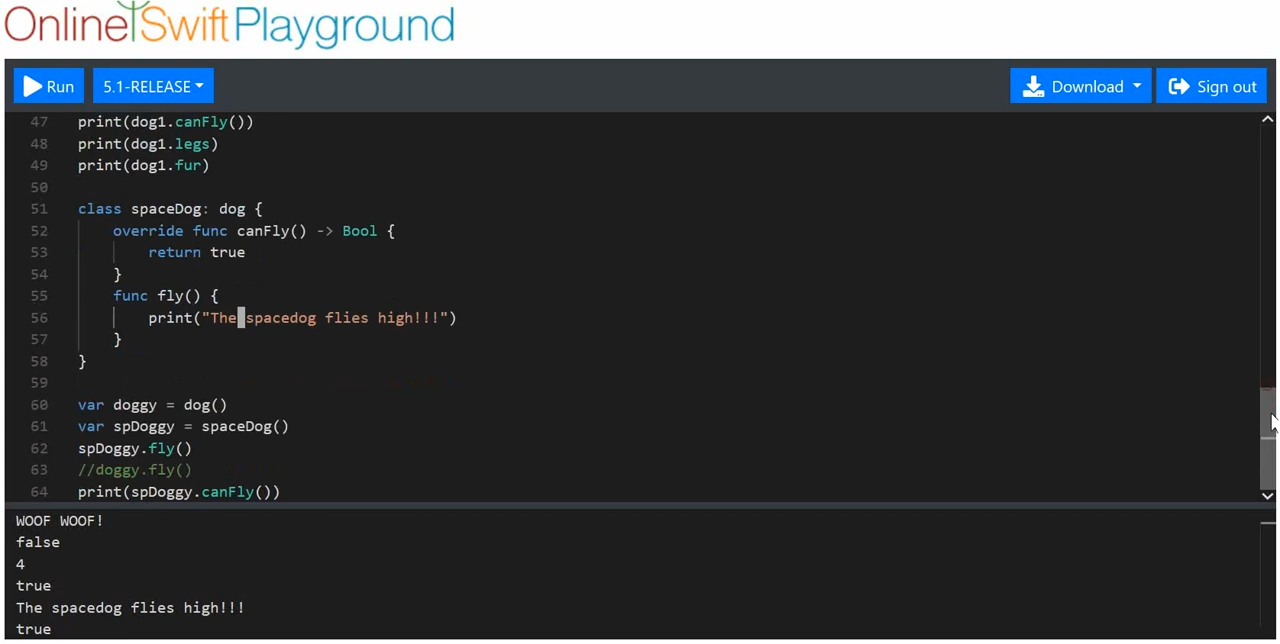 OnlineSwiftPlayground
Run 5.1-RELEASE Download Sign out
47 print(dog1.canFly())
48 print(dog1.legs)
49 print(dog1.fur)
50
51 class spaceDog: dog {
52 override func canFly() -> Bool {
53 return true
54 }
55 func fly() {
56 print("The spacedog flies high!!!")
57 }
58 }
59
60 var doggy = dog()
61 var spDoggy = spaceDog()
62 spDoggy.fly()
63 //doggy.fly()
64 print(spDoggy.canFly())
WOOF WOOF!
false
4
true
The spacedog flies high!!!
true